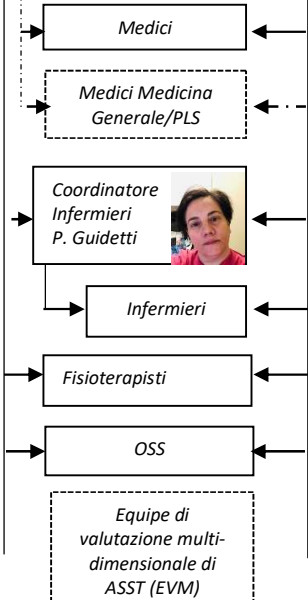 Medici
Medici Medicina
Generale/PLS
Coordinatore
Infermieri
P. Guidetti
Infermieri
Fisioterapisti
OSS
Equipe di
valutazione multi-
dimensionale di
ASST (EVM)